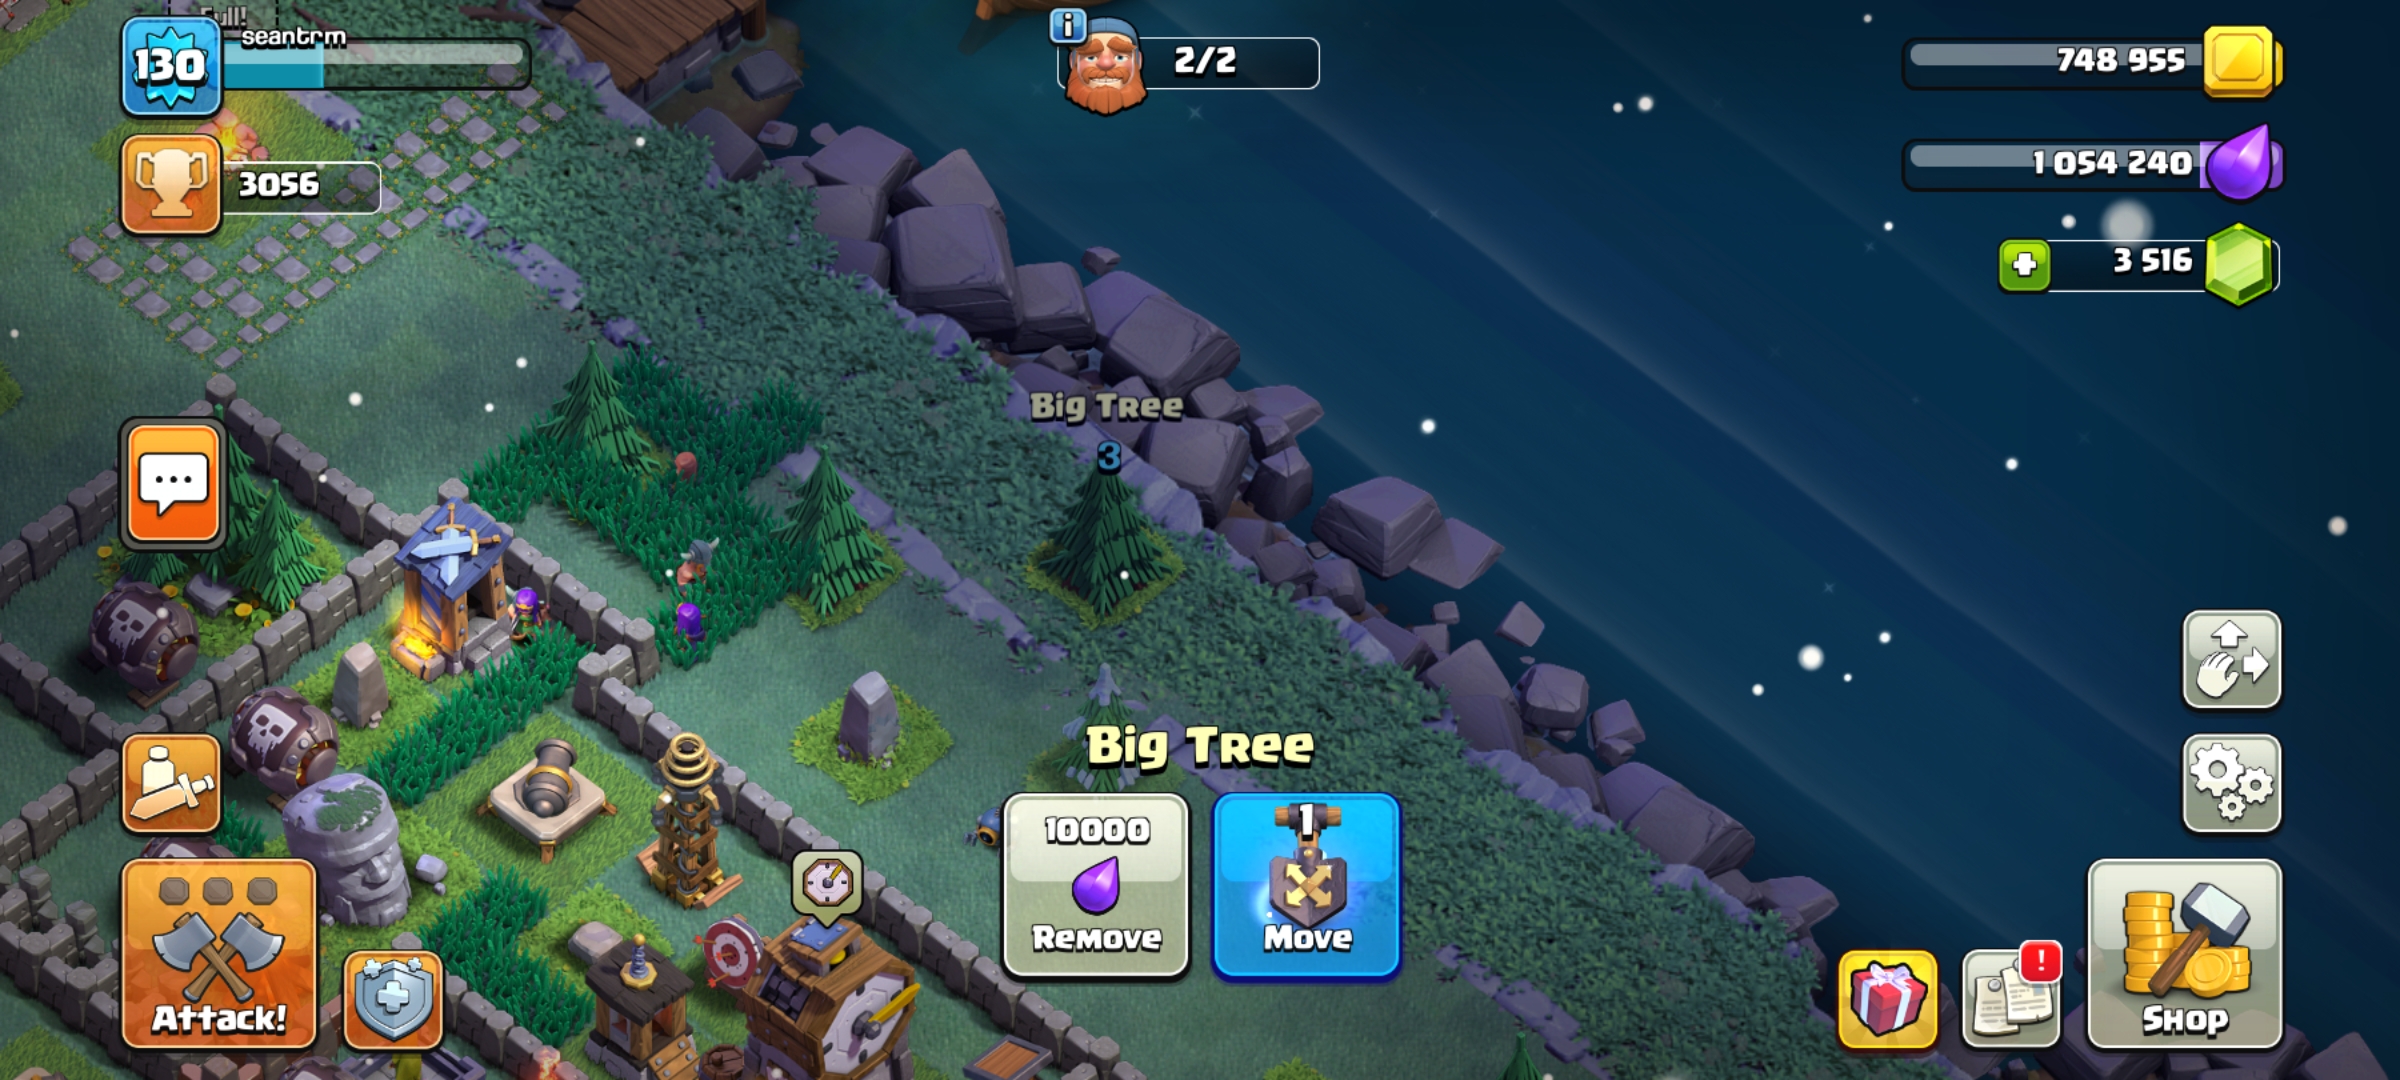 Full!
130
seantrm
2/2
748 955
3056
1 054 240
3 516
Big Tree
3
Big Tree
10000
Remove
1
Move
Attack!
!
Shop